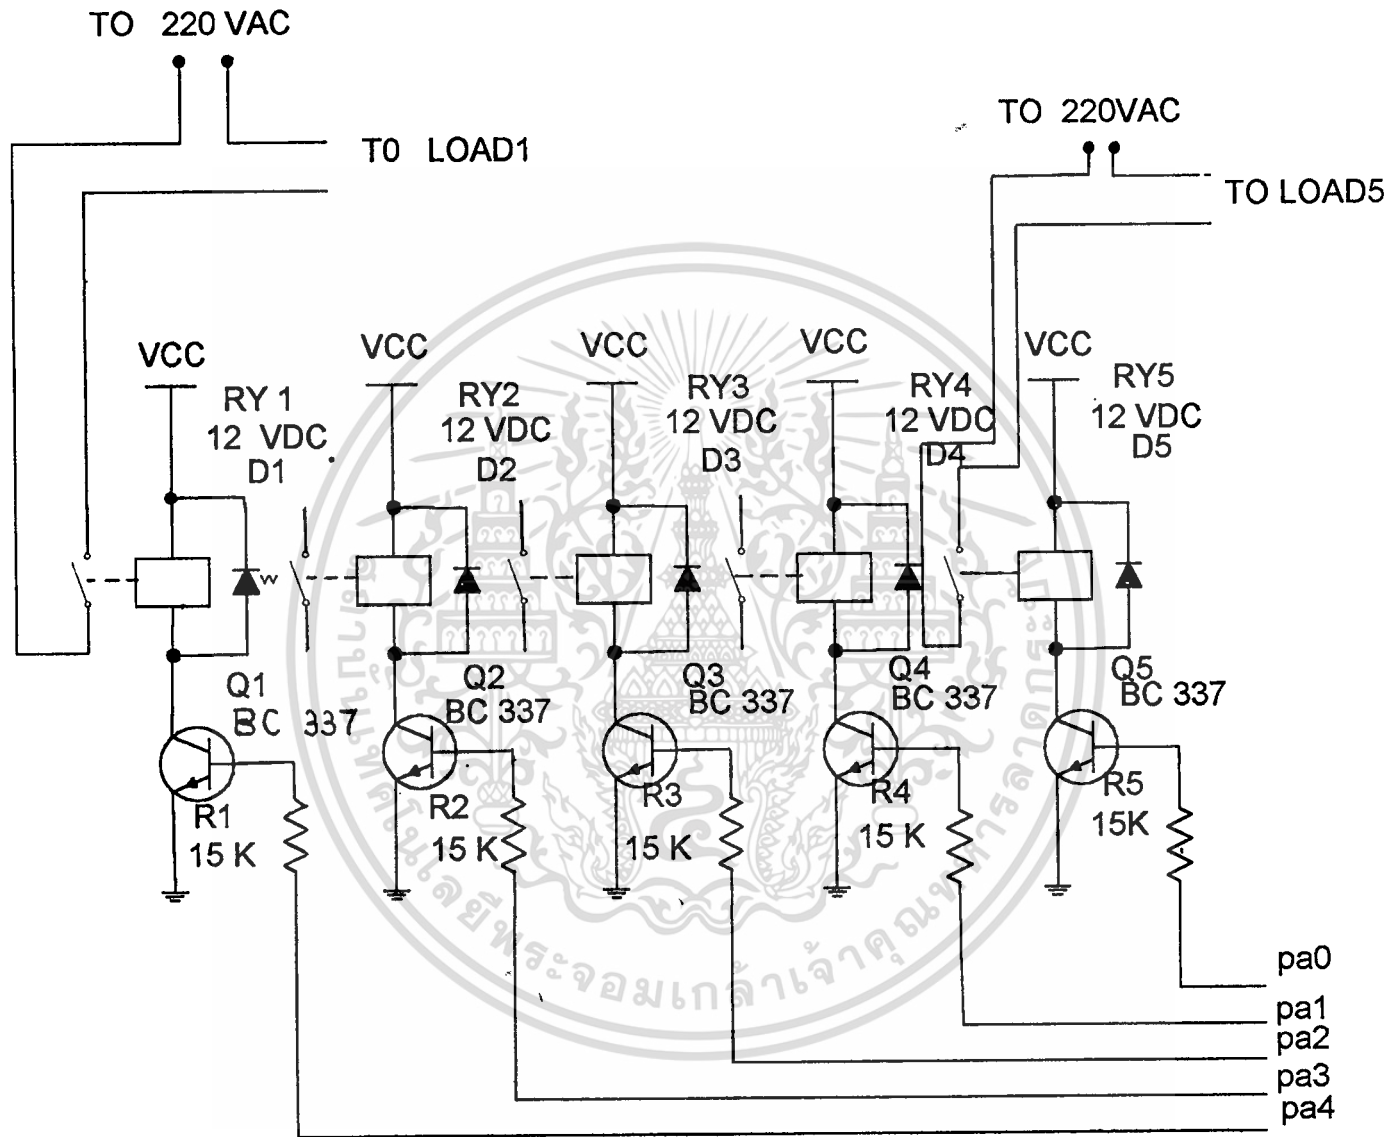 TO 220 VAC
T0 LOAD1
TO 220VAC
TO LOAD5
VCC
RY 1
12 VDC
D1
VCC
RY2
12 VDC
D2
VCC
RY3
12 VDC
D3
VCC
RY4
12 VDC
D4
VCC
RY5
12 VDC
D5
Q1
BC 337
Q2
BC 337
Q3
BC 337
Q4
BC 337
Q5
BC 337
R1
15 K
R2
15 K
R3
15 K
R4
15 K
R5
15K
pa0
pa1
pa2
pa3
pa4